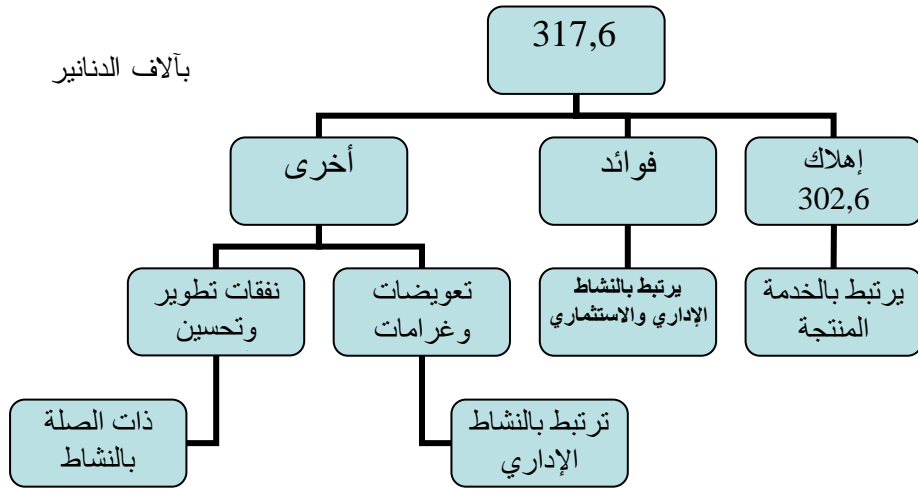 317,6
بآلاف الدنانير
إهلاك
302,6
فوائد
أخرى
يرتبط بالخدمة
المنتجة
يرتبط بالنشاط
الإداري والاستثماري
تعويضات
وغرامات
نفقات تطوير
وتحسين
ترتبط بالنشاط
الإداري
ذات الصلة
بالنشاط